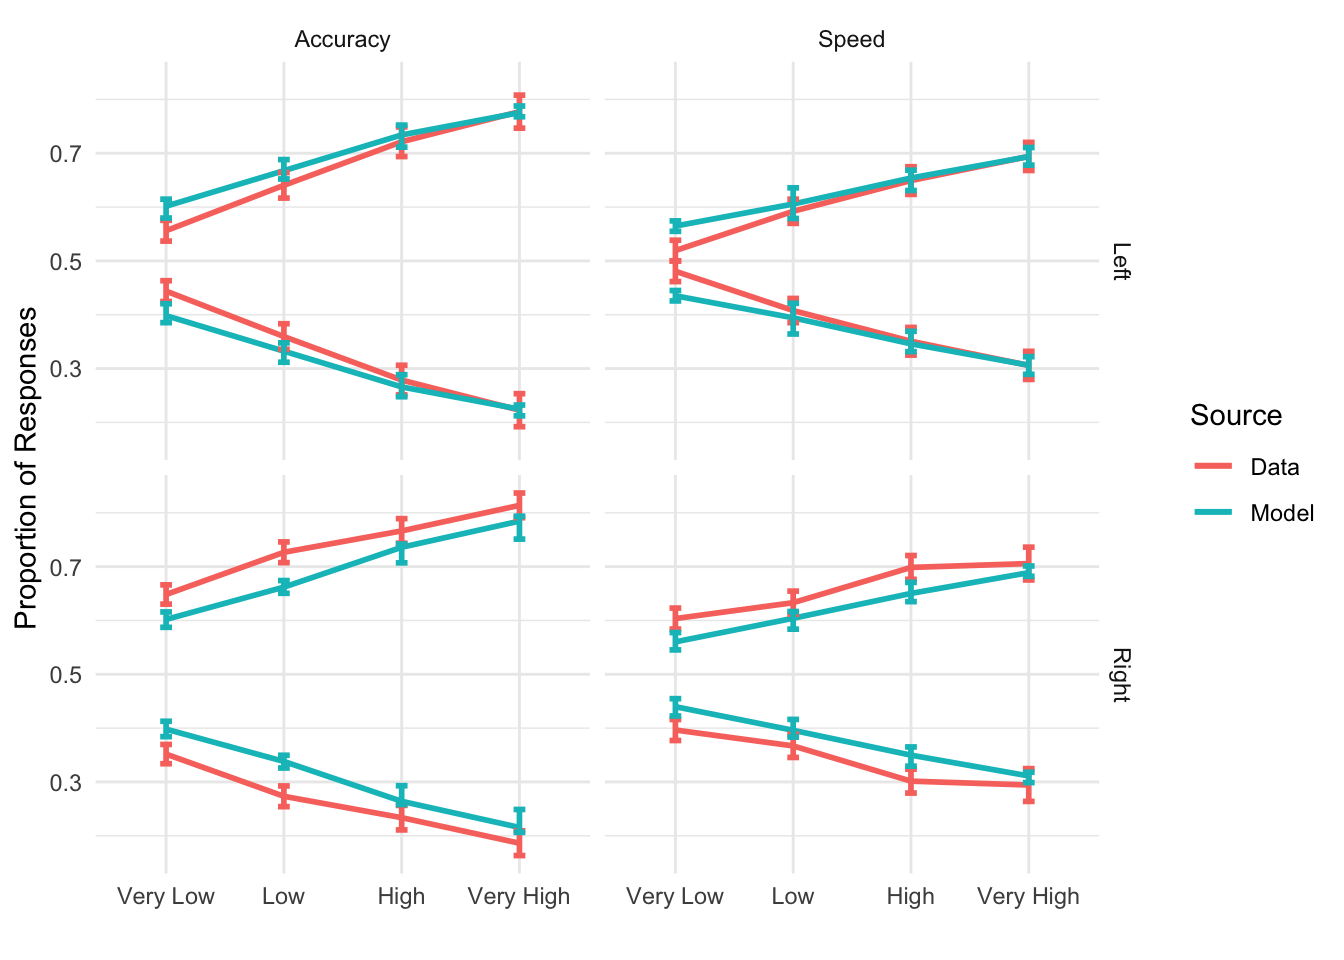 Accuracy
Speed
Proportion of Responses
0.7
0.5
0.3
Left
0.7
0.5
0.3
Right
Very Low
Low
High
Very High
Very Low
Low
High
Very High
Source
Data
Model